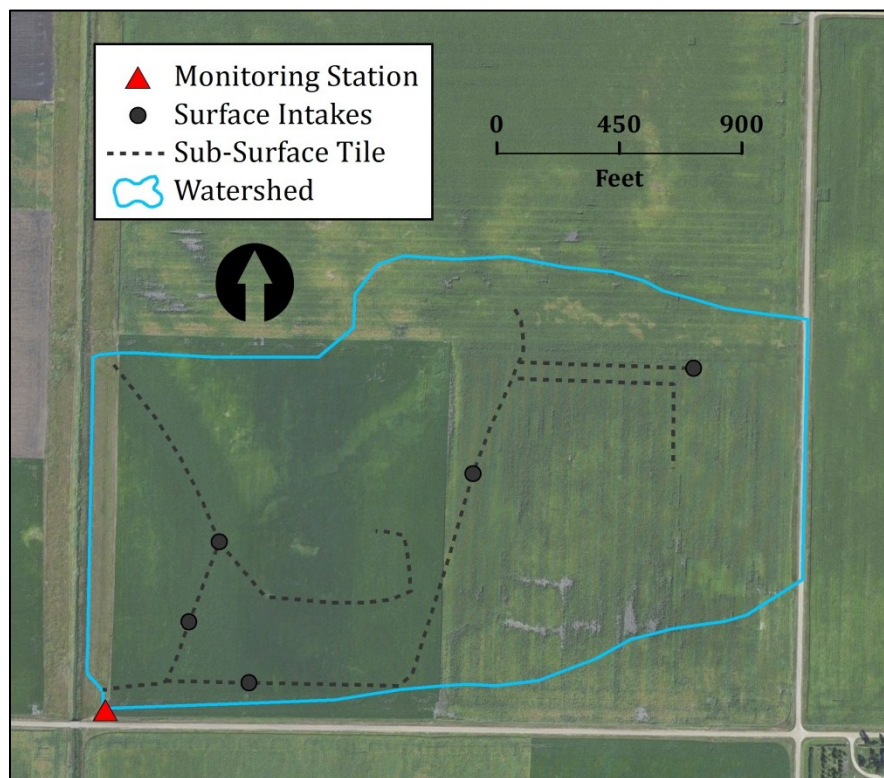 Monitoring Station
Surface Intakes
Sub-Surface Tile
Watershed
0 450 900
Feet